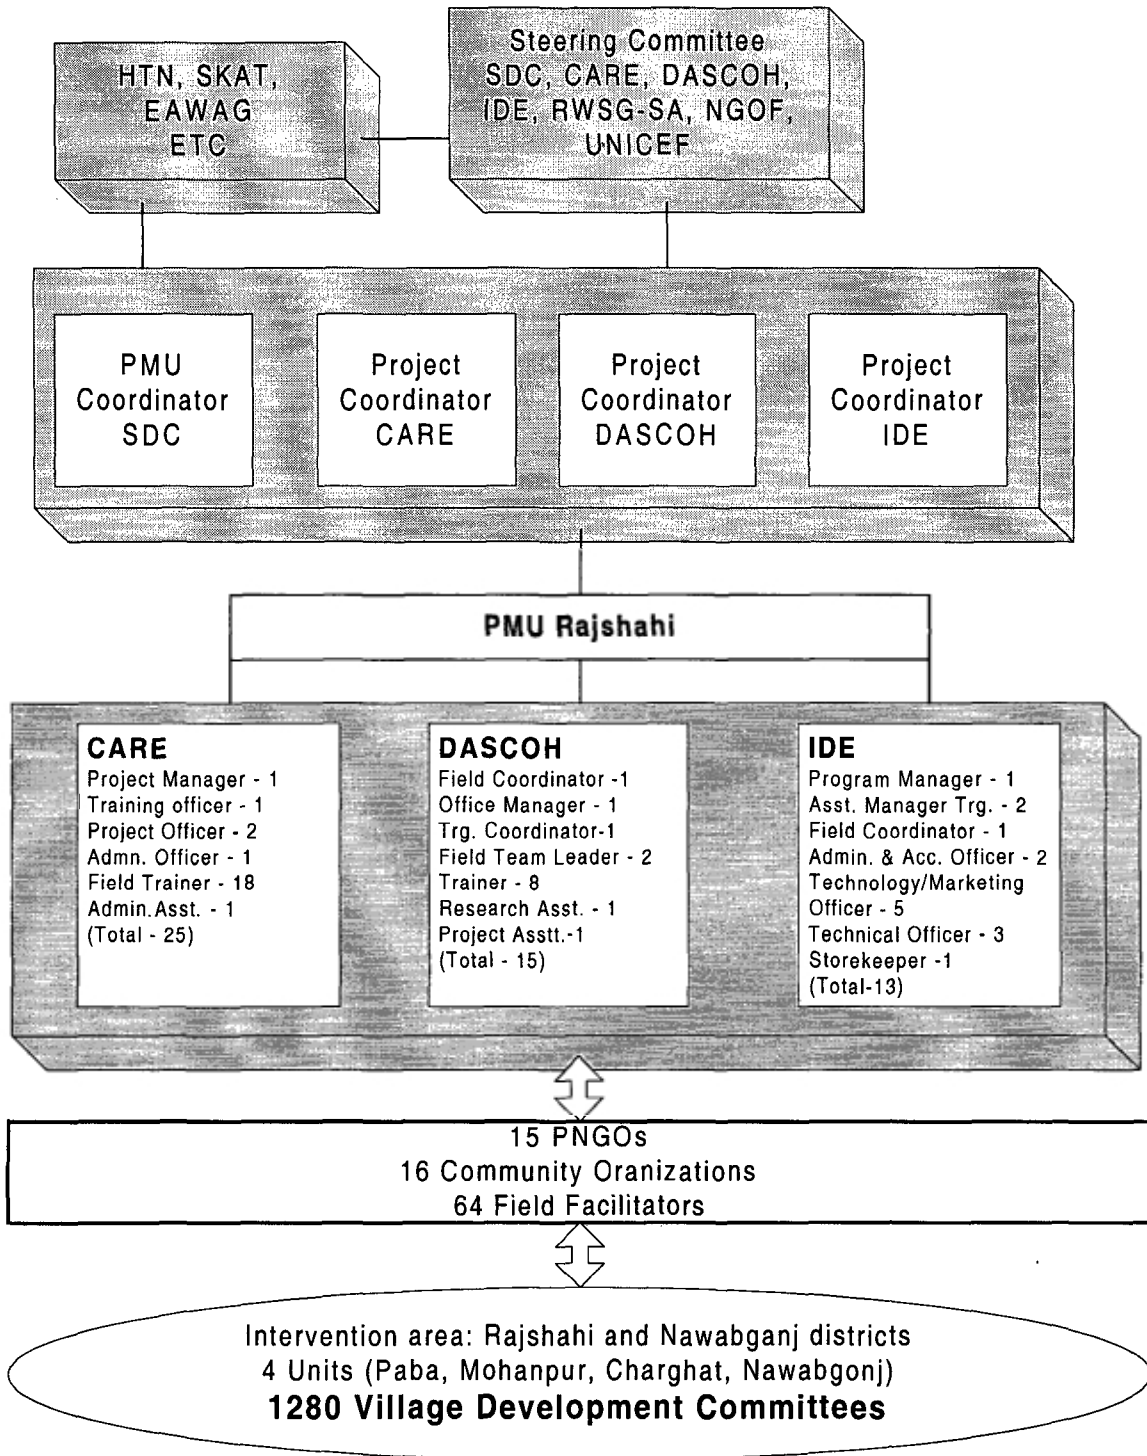 HTN, SKAT,
EAWAG
ETC
Steering Committee
SDC, CARE, DASCOH,
IDE, RWSG-SA, NGOF,
UNICEF
PMU
Coordinator
SDC
Project
Coordinator
CARE
Project
Coordinator
DASCOH
Project
Coordinator
IDE
PMU Rajshahi
CARE
Project Manager - 1
Training officer - 1
Project Officer - 2
Admn. Officer - 1
Field Trainer - 18
Admin.Asst. - 1
(Total - 25)
DASCOH
Field Coordinator -1
Office Manager - 1
Trg. Coordinator-1
Field Team Leader - 2
Trainer - 8
Research Asst. - 1
Project Asstt.-1
(Total - 15)
IDE
Program Manager - 1
Asst. Manager Trg. - 2
Field Coordinator - 1
Admin. & Acc. Officer - 2
Technology/Marketing
Officer - 5
Technical Officer - 3
Storekeeper -1
(Total-13)
15 PNGOs
16 Community Oranizations
64 Field Facilitators
Intervention area: Rajshahi and Nawabganj districts
4 Units (Paba, Mohanpur, Charghat, Nawabgonj)
1280 Village Development Committees